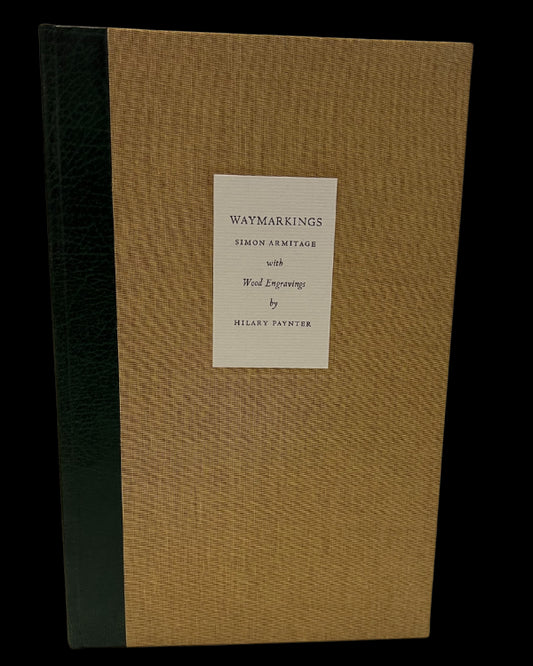 WAYMARKINGS
SIMON ARMITAGE
with
Wood Engravings
by
HILARY PAYNTER